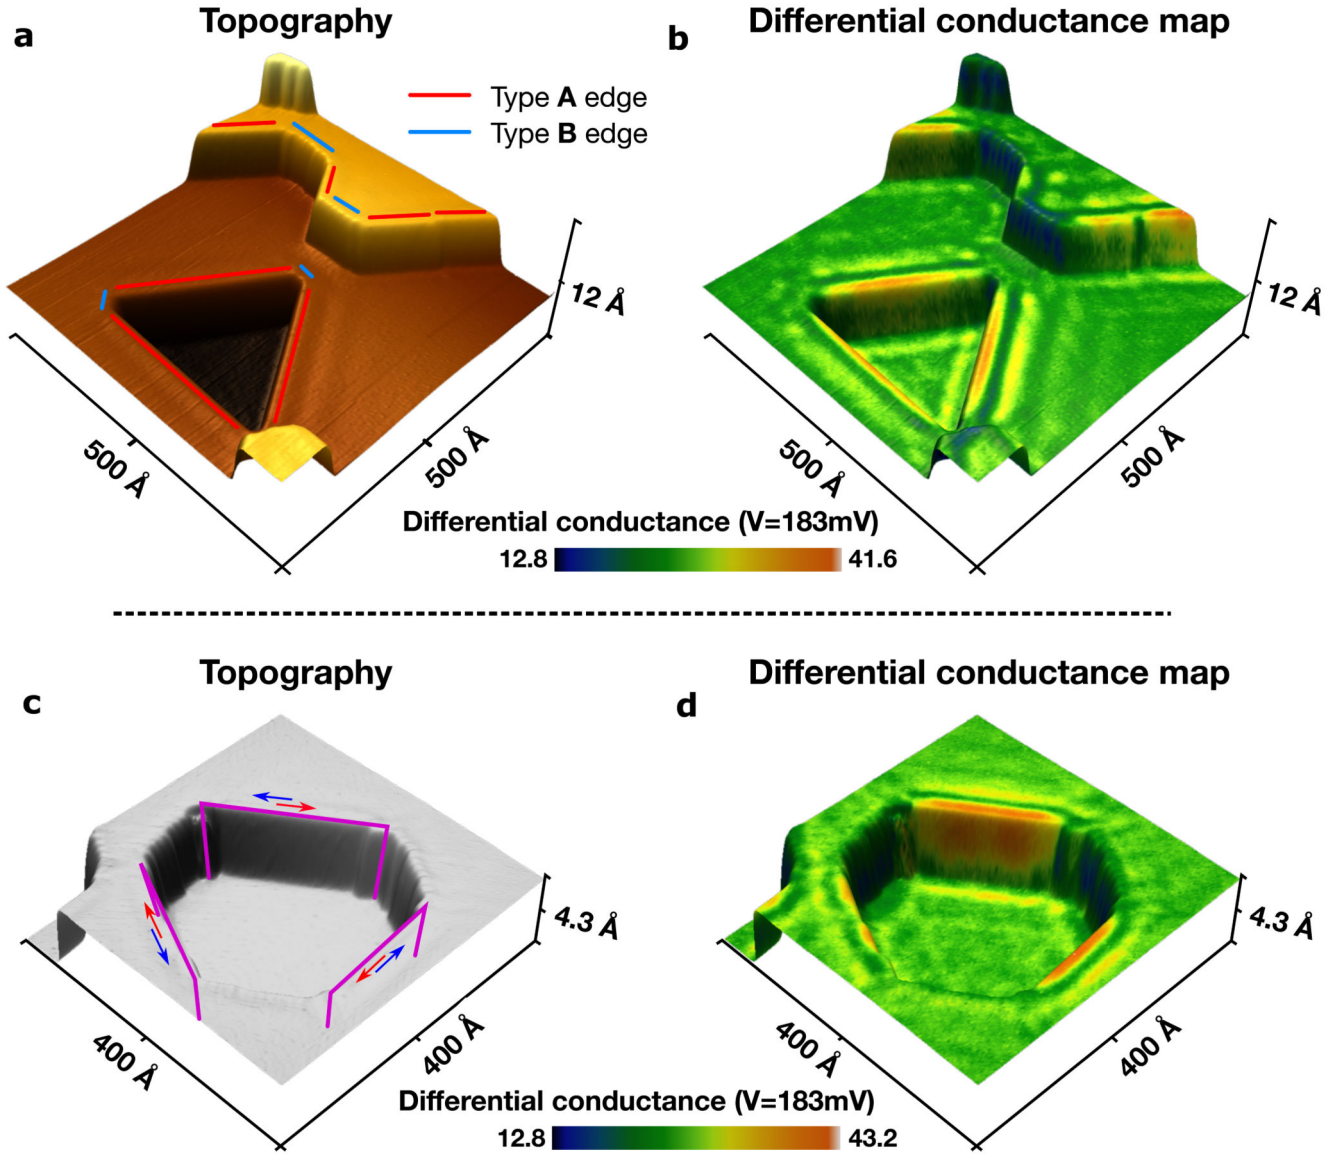 Topography
Differential conductance map
a
b
Type A edge
Type B edge
12 Å
12 Å
500 Å
500 Å
500 Å
500 Å
Differential conductance (V=183mV)
12.8
41.6
Topography
Differential conductance map
c
d
4.3 Å
4.3 Å
400 Å
400 Å
400 Å
400 Å
Differential conductance (V=183mV)
12.8
43.2